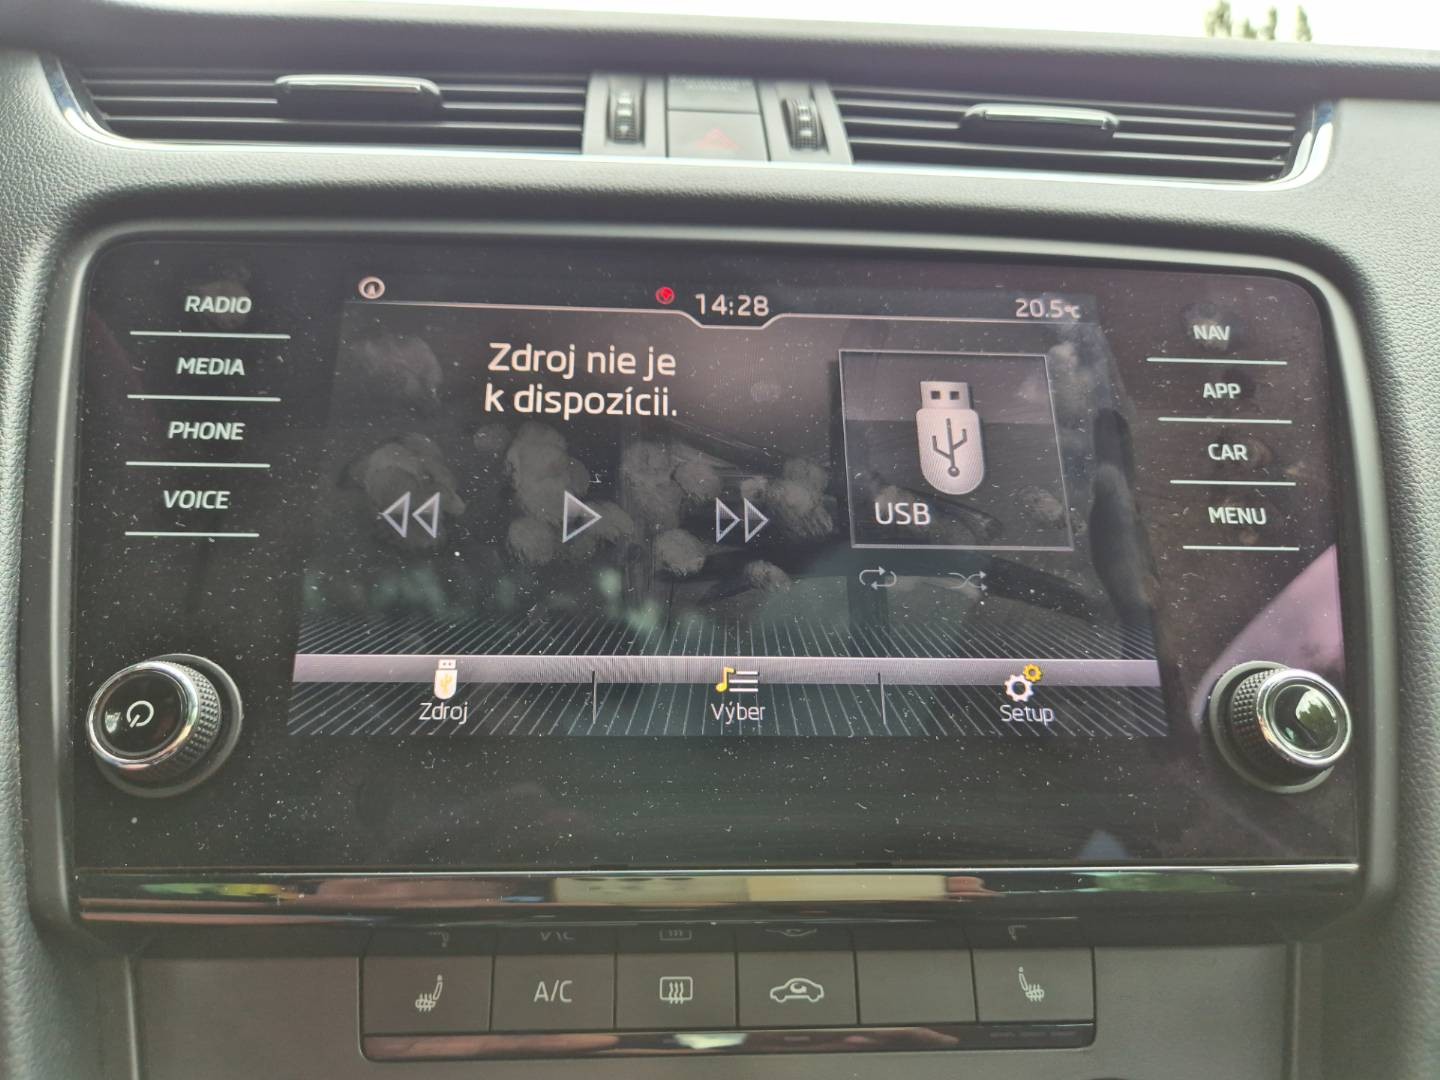 RADIO
MEDIA
PHONE
VOICE
14:28
20.5°C
Zdroj nie je
k dispozícii.
USB
Zdroj
Výber
Setup
NAV
APP
CAR
MENU
A/C
A/C